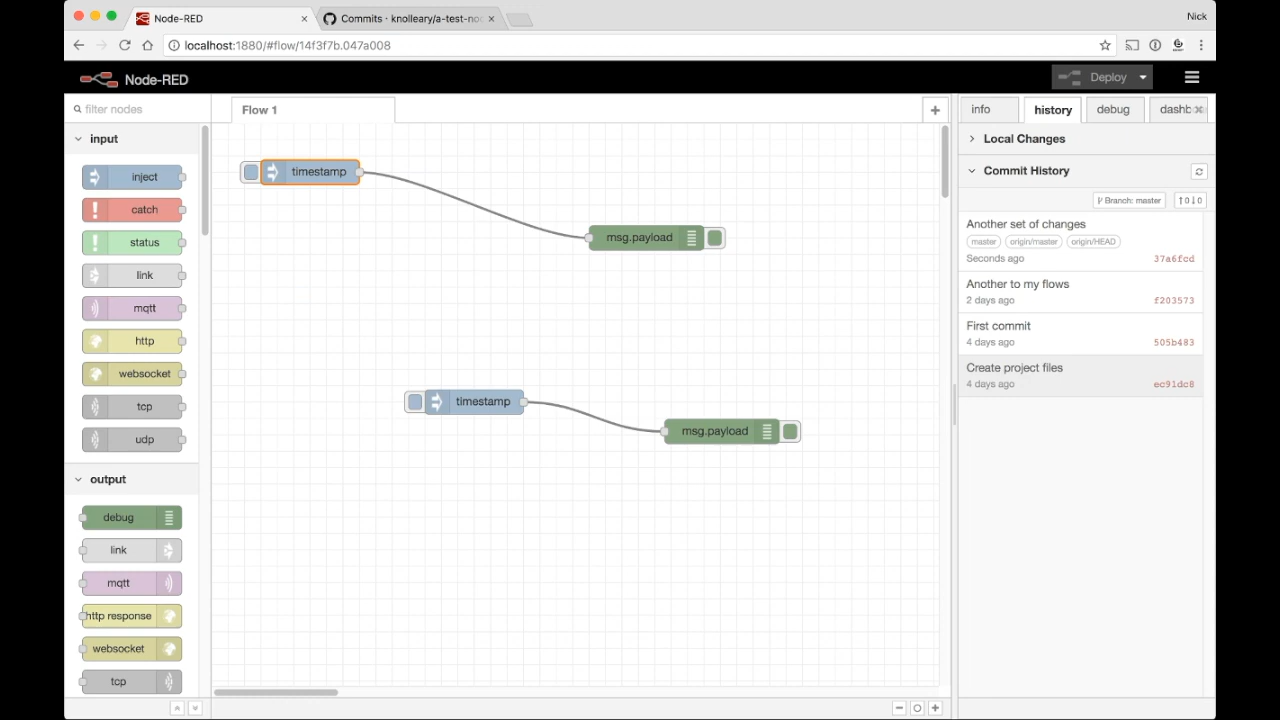 Node-RED
Commits · knolleary/a-test-noc
Nick
localhost:1880/#flow/14f3f7b.047a008
Node-RED
Deploy
filter nodes
Flow 1
info
history
debug
dashb
input
inject
catch
status
link
mqtt
http
websocket
tcp
udp
output
debug
link
mqtt
http response
websocket
tcp
timestamp
msg.payload
timestamp
msg.payload
Local Changes
Commit History
Branch: master
↑0↓0
Another set of changes
master origin/master origin/HEAD
Seconds ago 37a6fcd
Another to my flows
2 days ago f203573
First commit
4 days ago 505b483
Create project files
4 days ago ec91dc8